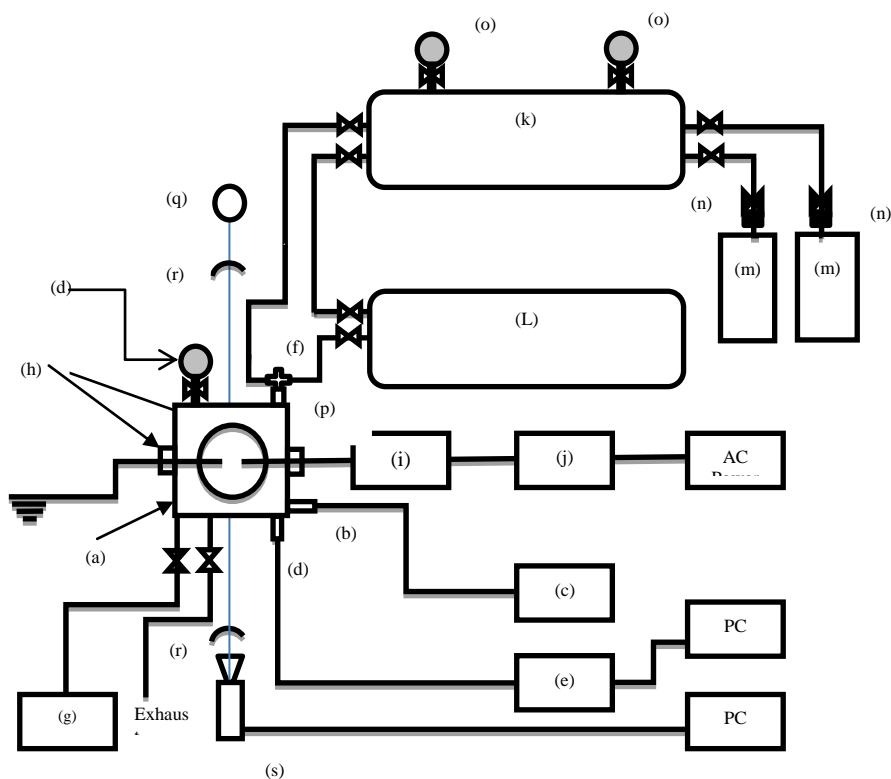 (o)
(o)
(k)
(q)
(n)
(n)
(r)
(m)
(m)
(d)
(L)
(f)
(h)
(p)
(i)
(j)
AC
(b)
(a)
(d)
(c)
PC
(r)
(e)
(g)
Exhaus
PC
(s)